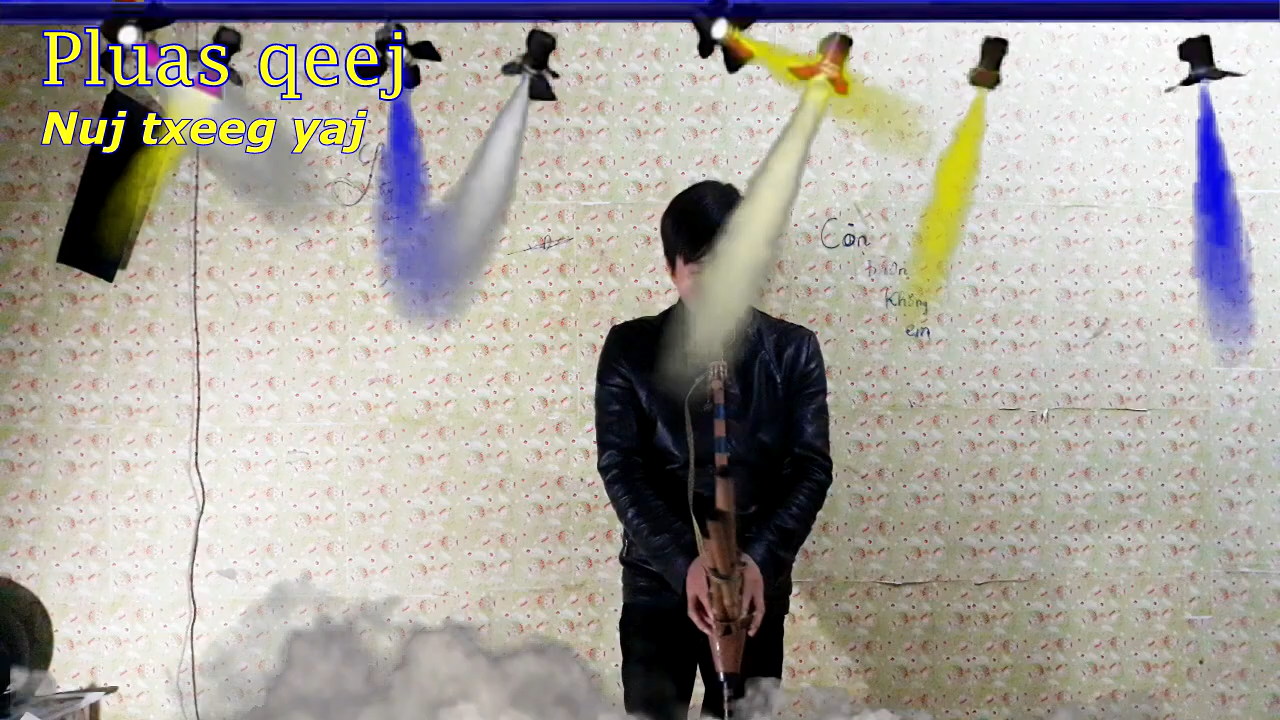 Pluas qeej
Nuj txeeg yaj
Còn
không
em